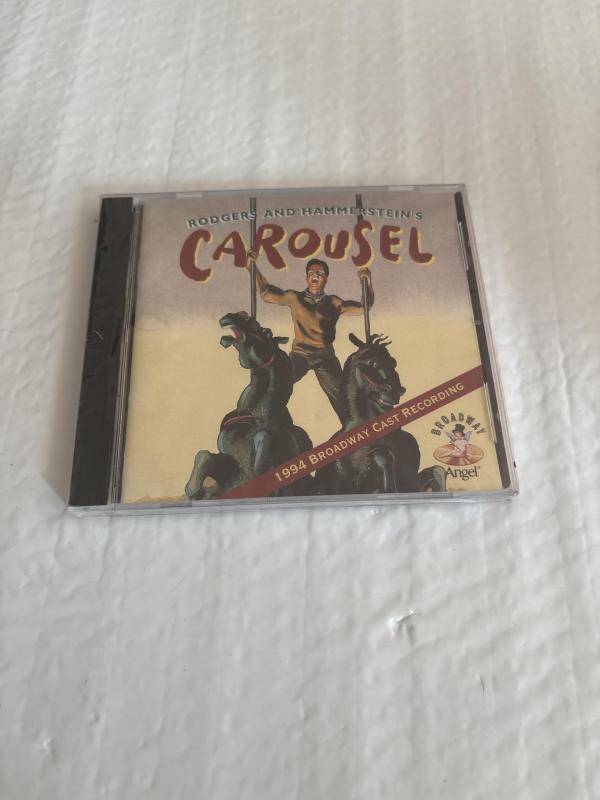 RODGERS AND HAMMERSTEIN'S
CAROUSEL
1994 BROADWAY CAST RECORDING
BROADWAY
Angel®